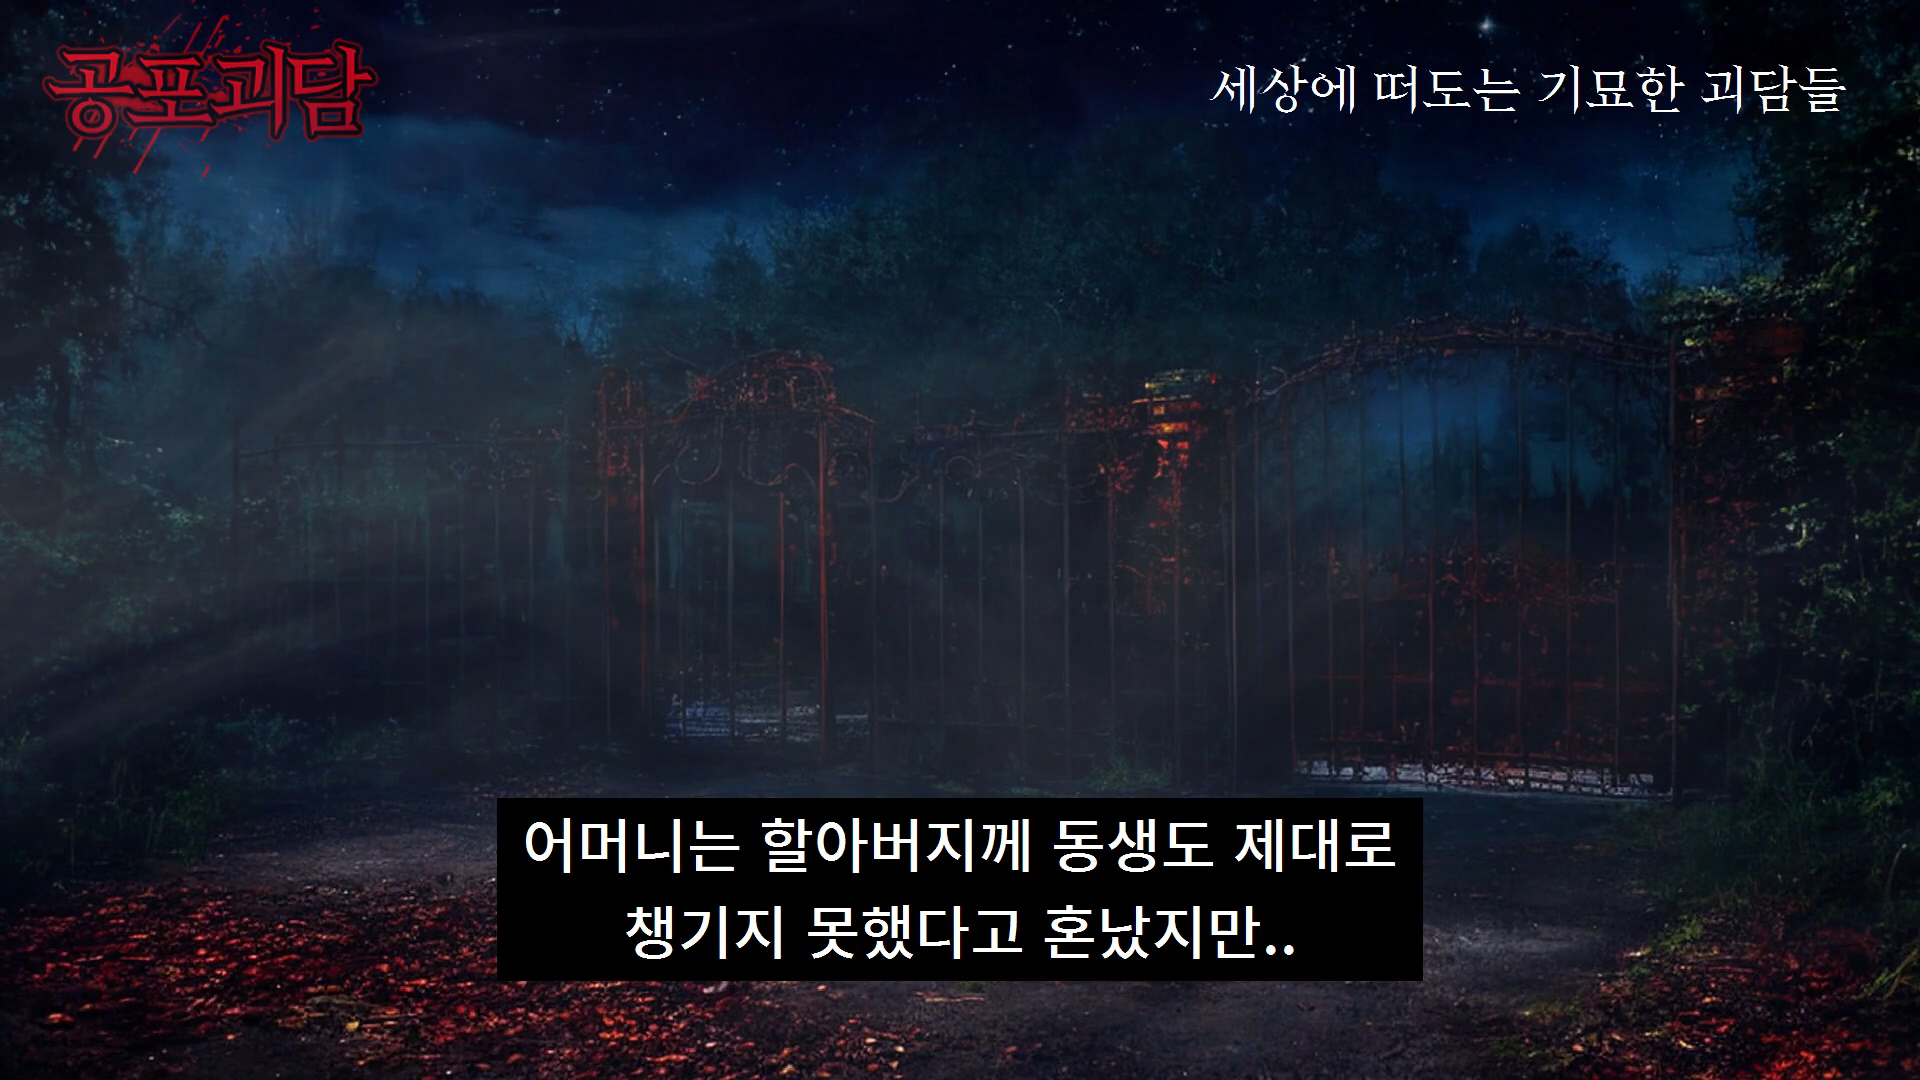 공포괴담
세상에 떠도는 기묘한 괴담들
어머니는 할아버지께 동생도 제대로
챙기지 못했다고 혼났지만..